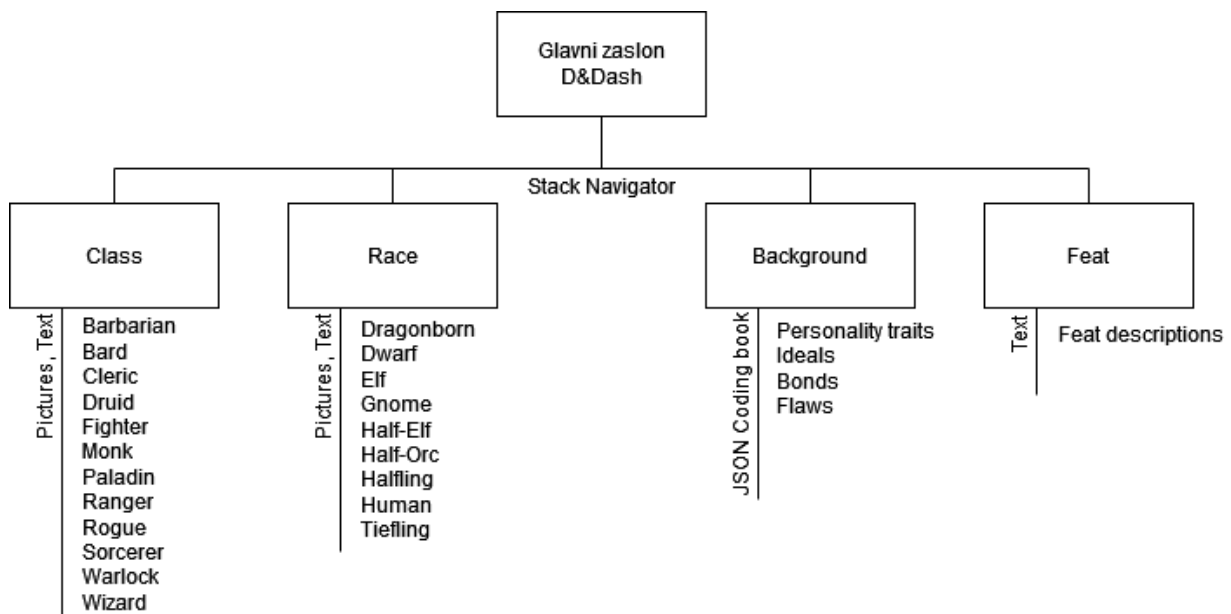 Glavni zaslon
D&Dash
Stack Navigator
Class
Pictures, Text
Barbarian
Bard
Cleric
Druid
Fighter
Monk
Paladin
Ranger
Rogue
Sorcerer
Warlock
Wizard
Race
Pictures, Text
Dragonborn
Dwarf
Elf
Gnome
Half-Elf
Half-Orc
Halfling
Human
Tiefling
Background
JSON Coding book
Personality traits
Ideals
Bonds
Flaws
Feat
Text
Feat descriptions